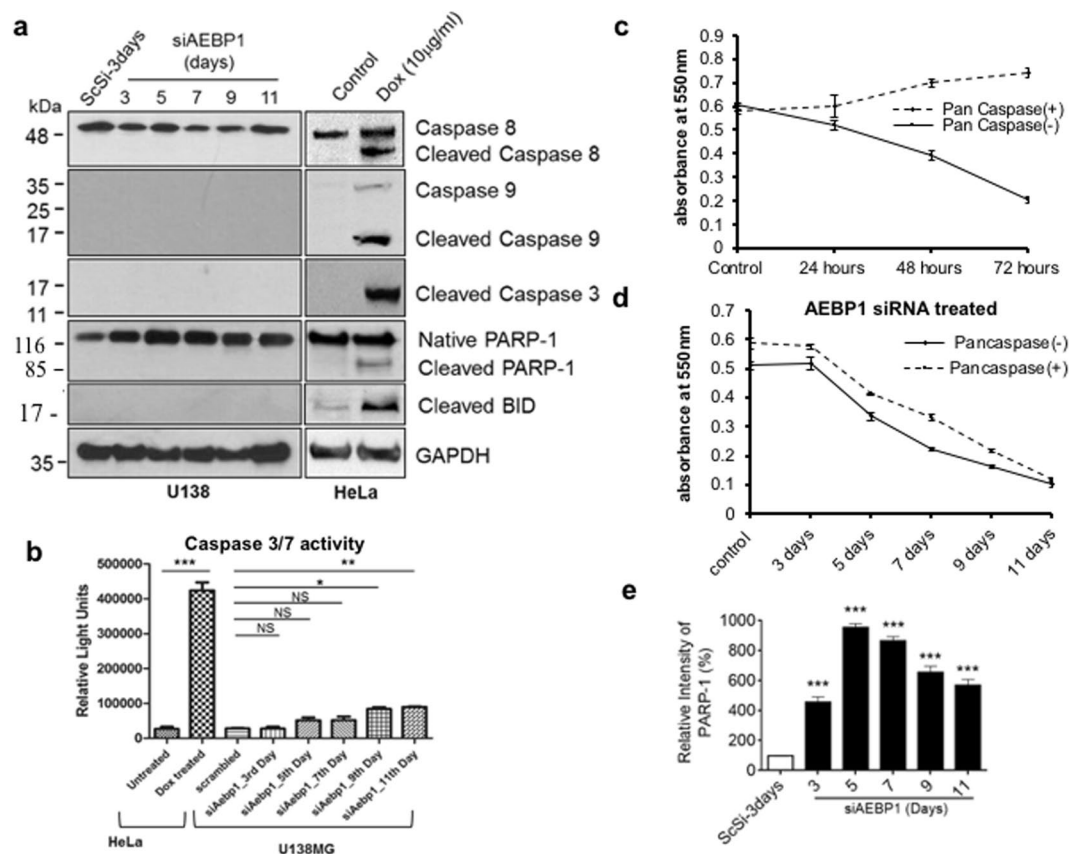 a
ScSi-3days
siAEBP1
(days)
3 5 7 9 11
Control
Dox (10μg/ml)
kDa
48
35
25
17
17
11
116
85
17
35
Caspase 8
Cleaved Caspase 8
Caspase 9
Cleaved Caspase 9
Cleaved Caspase 3
Native PARP-1
Cleaved PARP-1
Cleaved BID
GAPDH
U138
HeLa
b
Caspase 3/7 activity
Relative Light Units
500000
400000
300000
200000
100000
0
***
**
*
NS
NS
NS
Untreated
Dox treated
scrambled
siAebp1_3rd Day
siAebp1_5th Day
siAebp1_7th Day
siAebp1_9th Day
siAebp1_11th Day
HeLa
U138MG
c
absorbance at 550nm
0.9
0.8
0.7
0.6
0.5
0.4
0.3
0.2
0.1
0
Pan Caspase(+)
Pan Caspase(-)
Control 24 hours 48 hours 72 hours
d
AEBP1 siRNA treated
absorbance at 550nm
0.7
0.6
0.5
0.4
0.3
0.2
0.1
0
Pancaspase(-)
Pancaspase(+)
control
3 days
5 days
7 days
9 days
11 days
e
Relative Intensity of
PARP-1 (%)
1000
800
600
400
200
0
***
***
***
***
***
ScSi-3days
3 5 7 9 11
siAEBP1 (Days)